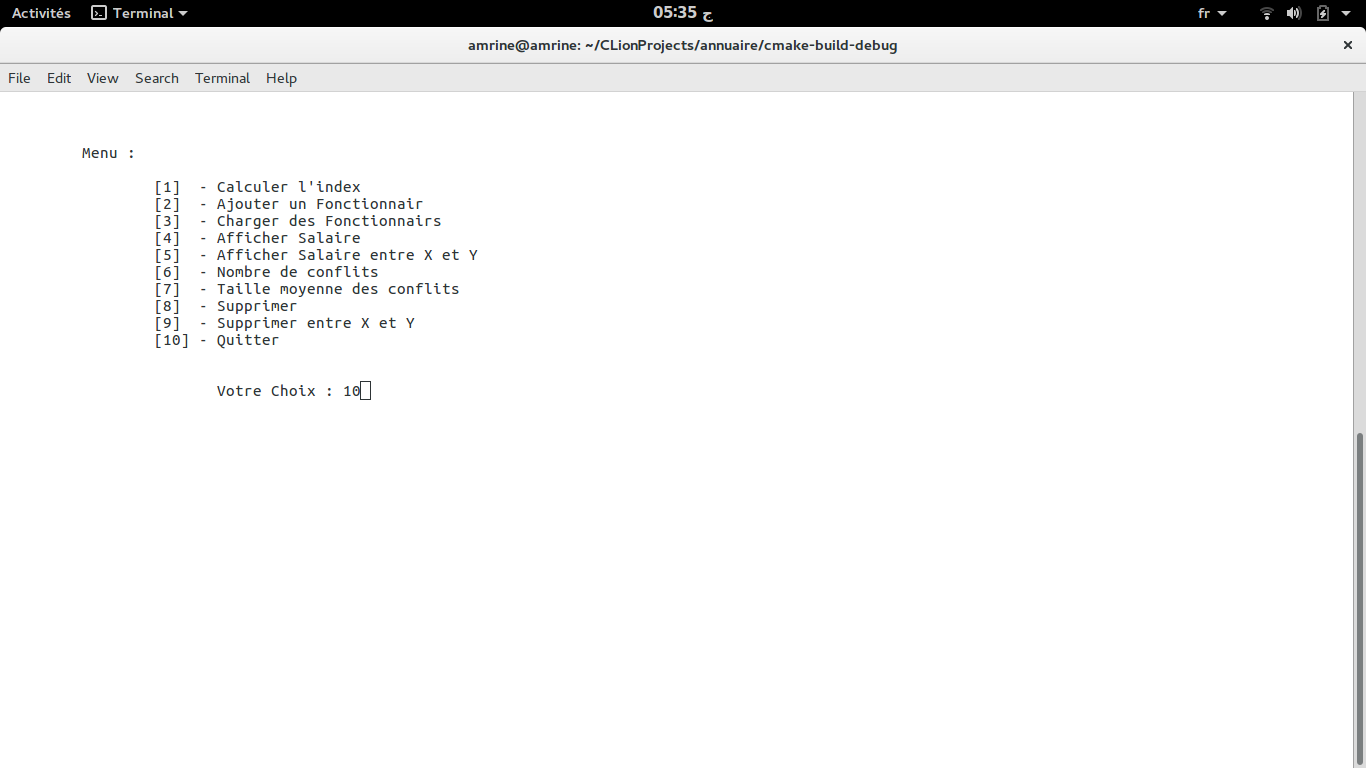 Activités Terminal 05:35 ج fr
amrine@amrine: ~/CLionProjects/annuaire/cmake-build-debug
File Edit View Search Terminal Help
Menu :
[1]  - Calculer l'index
[2]  - Ajouter un Fonctionnair
[3]  - Charger des Fonctionnairs
[4]  - Afficher Salaire
[5]  - Afficher Salaire entre X et Y
[6]  - Nombre de conflits
[7]  - Taille moyenne des conflits
[8]  - Supprimer
[9]  - Supprimer entre X et Y
[10] - Quitter
Votre Choix : 10